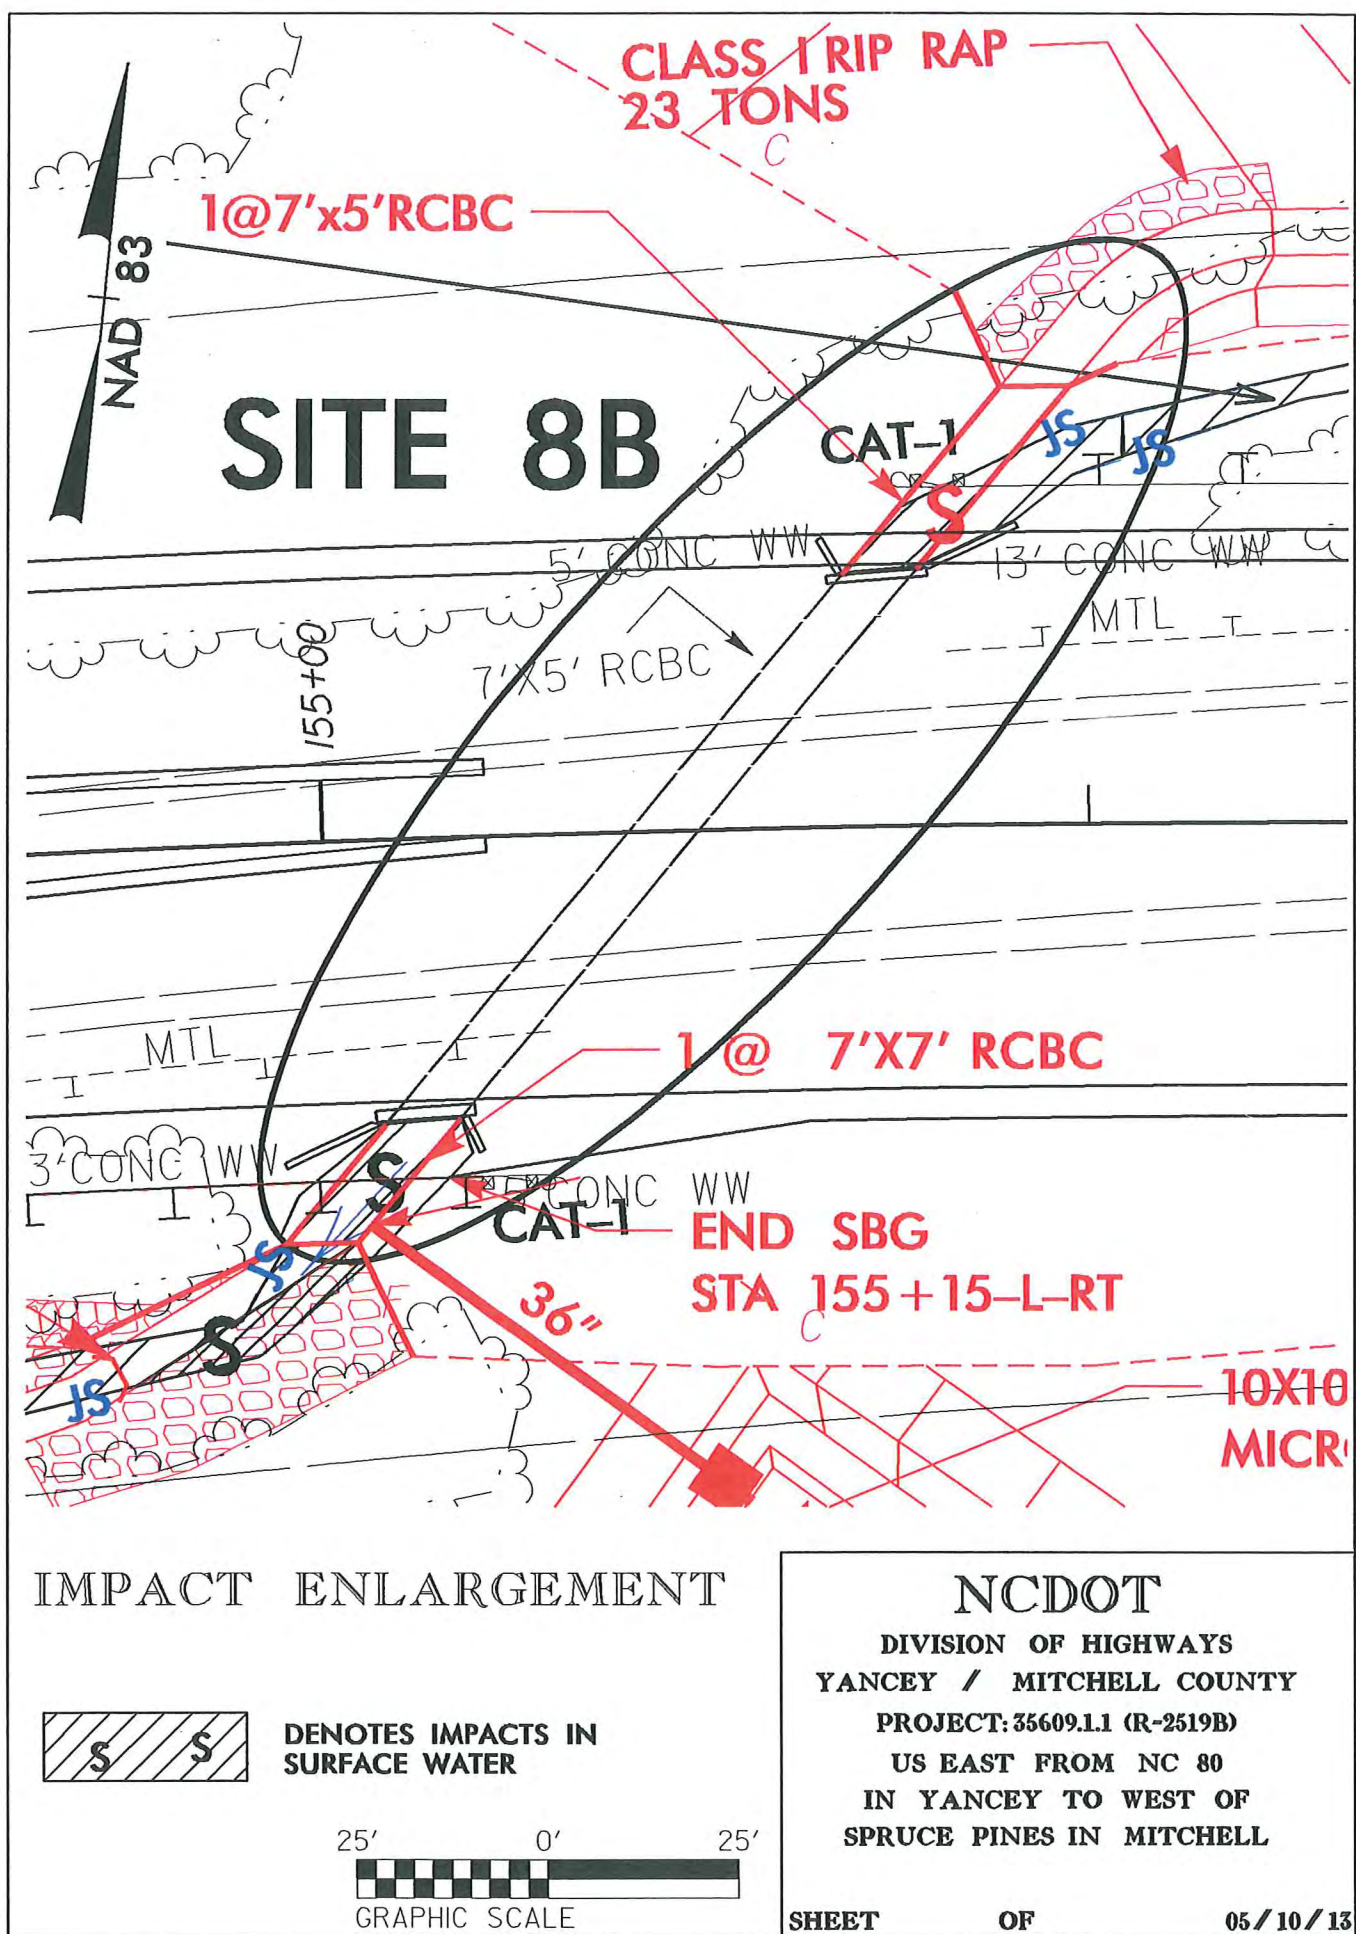 CLASS I RIP RAP
23 TONS
C
1@7'x5'RCBC
NAD 83
SITE 8B
CAT-1
JS
JS
F
S
5' CONC WW
13' CONC WW
MTL
7'X5' RCBC
155+00
MTL
1 @ 7'X7' RCBC
3' CONC WW
S
CONC WW
CAT-1
END SBG
STA 155+15-L-RT
C
JS
36"
F
S
JS
10X10
MICR
IMPACT ENLARGEMENT
S S
DENOTES IMPACTS IN
SURFACE WATER
25' 0' 25'
GRAPHIC SCALE
NCDOT
DIVISION OF HIGHWAYS
YANCEY / MITCHELL COUNTY
PROJECT: 35609.1.1 (R-2519B)
US EAST FROM NC 80
IN YANCEY TO WEST OF
SPRUCE PINES IN MITCHELL
SHEET OF 05/10/13